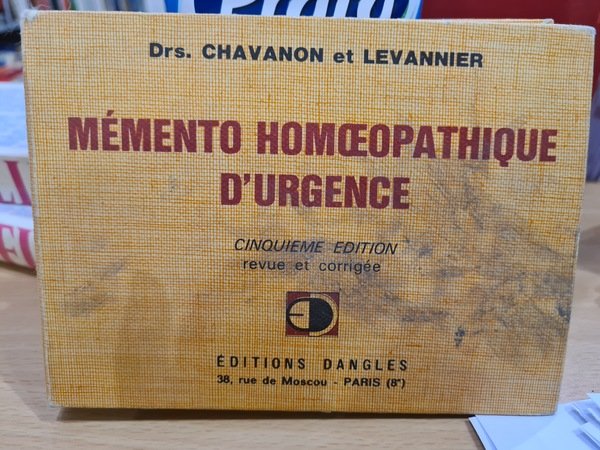 Drs. CHAVANON et LEVANNIER
MÉMENTO HOMŒOPATHIQUE
D'URGENCE
CINQUIEME EDITION
revue et corrigée
ÉDITIONS DANGLES
38, rue de Moscou - PARIS (8°)